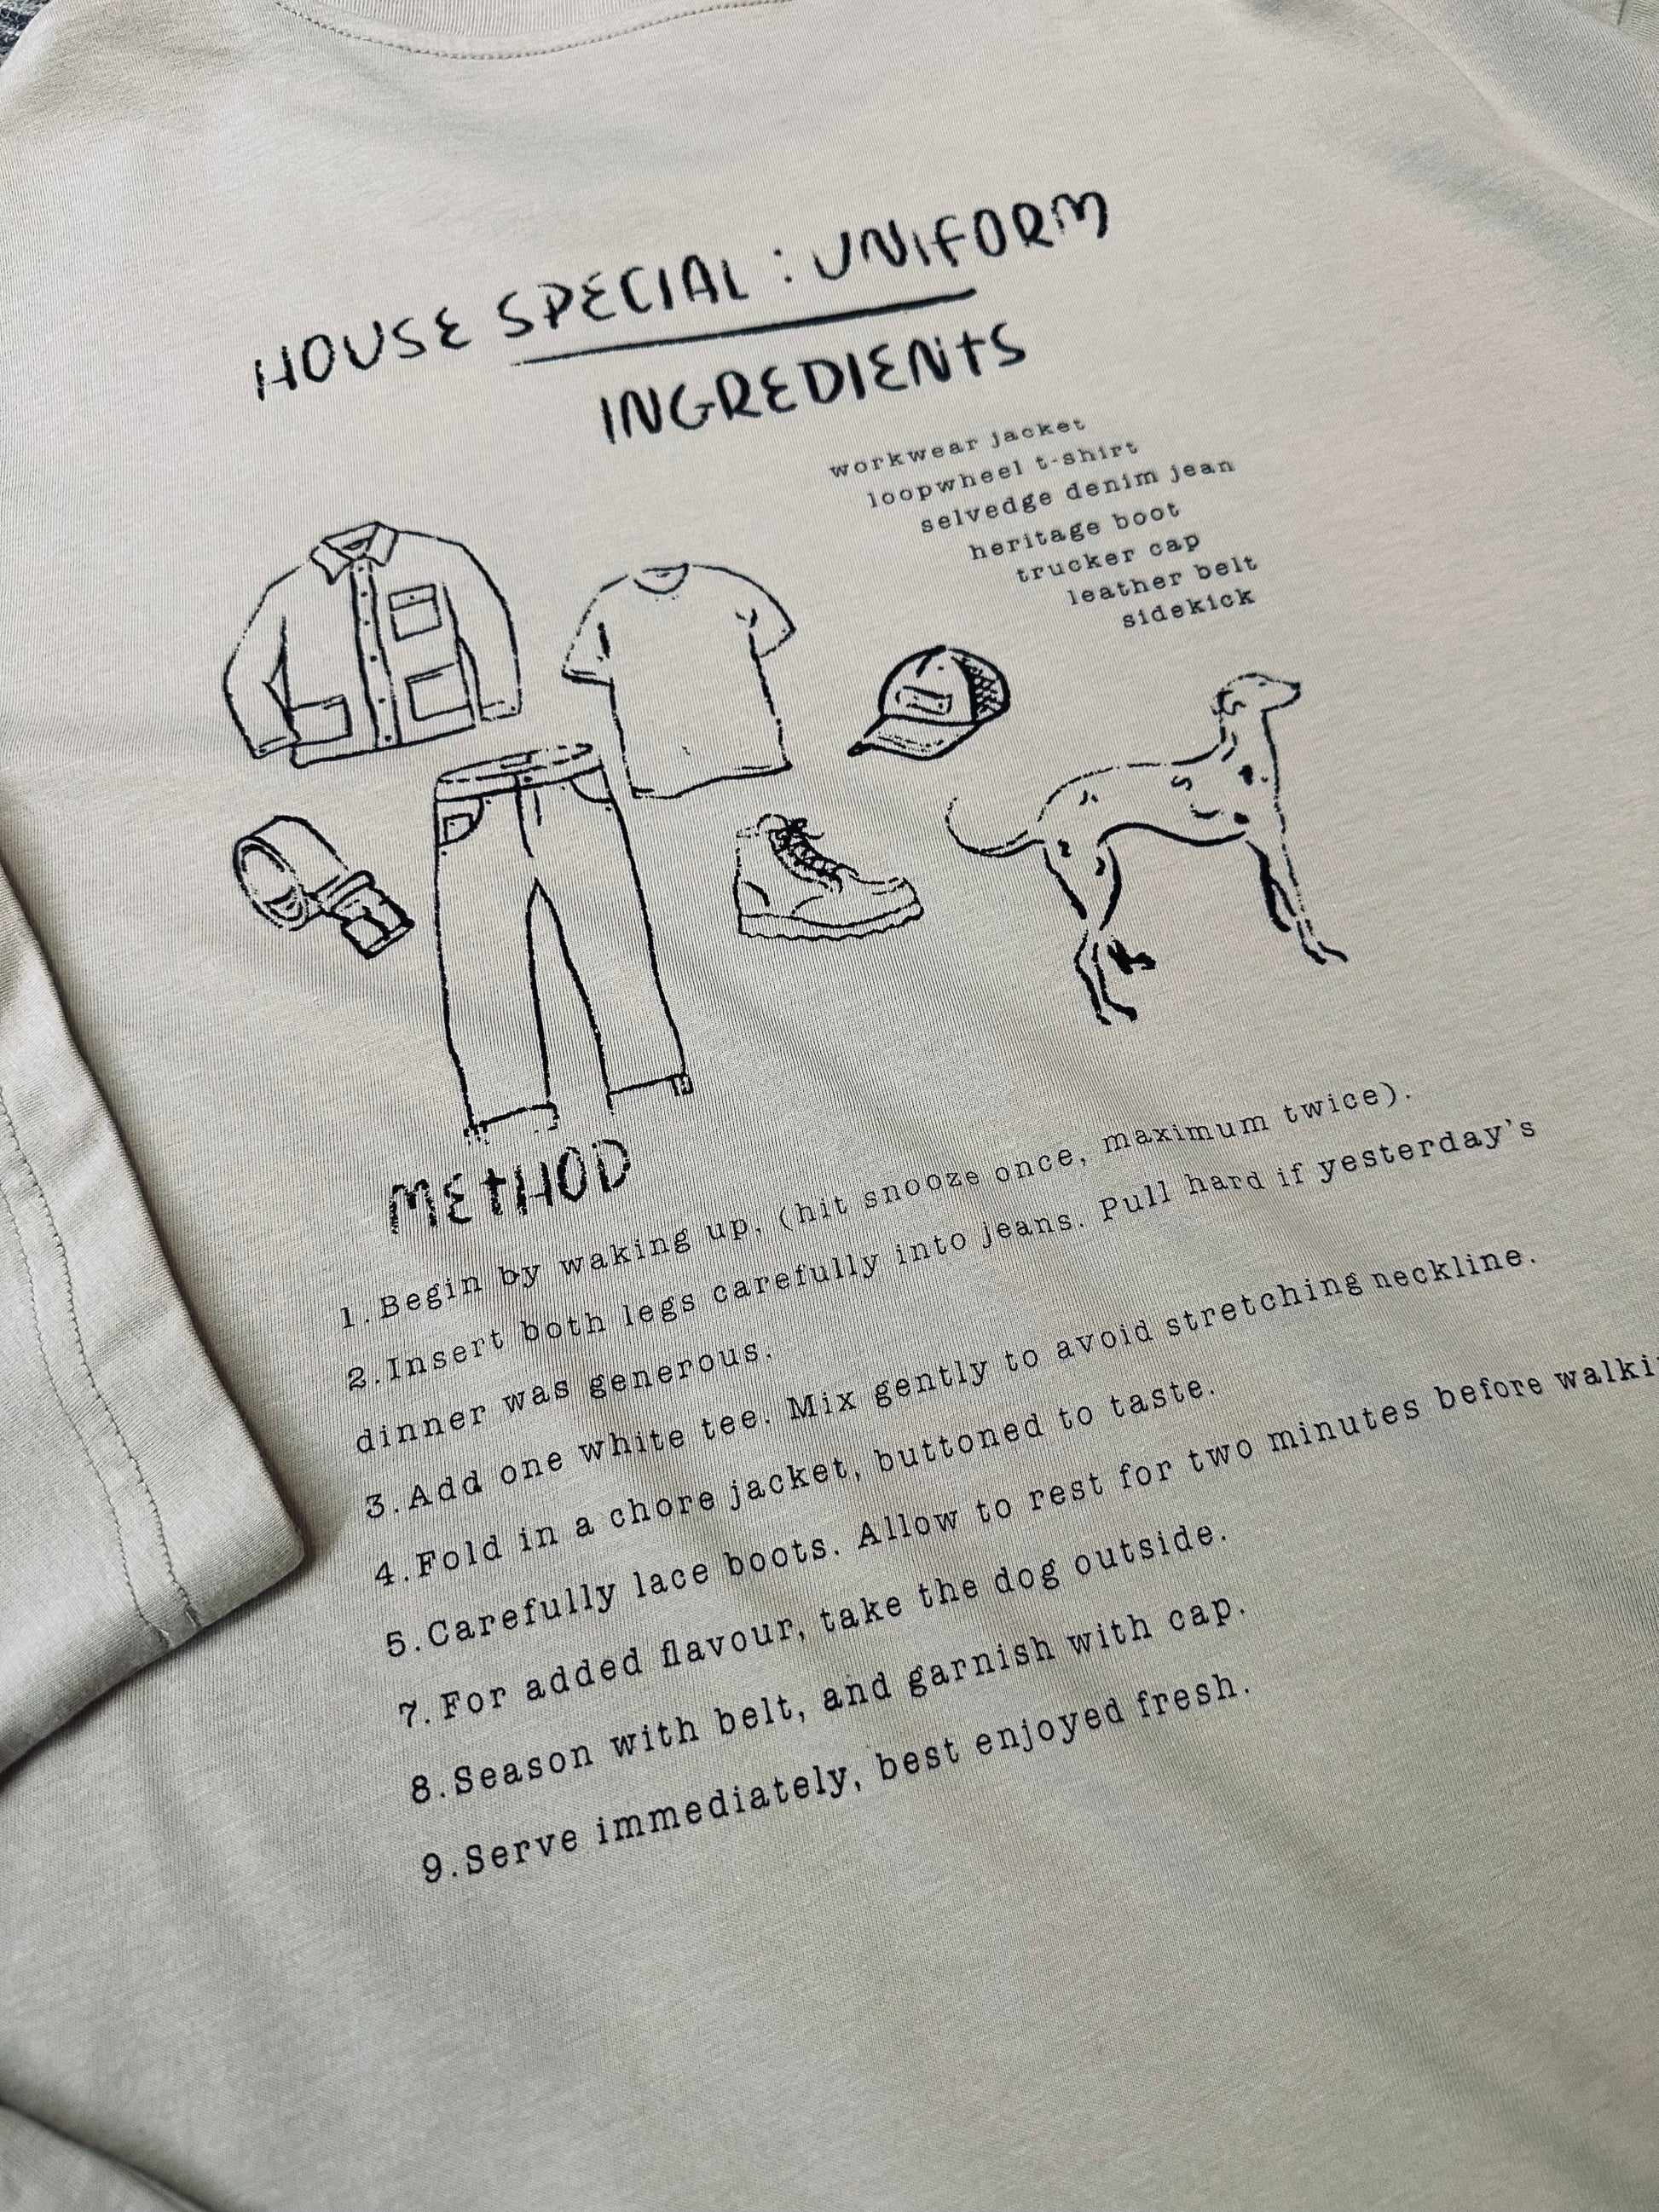 HOUSE SPECIAL : UNIFORM
INGREDIENTS
workwear jacket
loopwheel t-shirt
selvedge denim jean
heritage boot
trucker cap
leather belt
sidekick
METHOD
1.Begin by waking up. (hit snooze once, maximum twice).
2.Insert both legs carefully into jeans. Pull hard if yesterday's
dinner was generous.
3.Add one white tee. Mix gently to avoid stretching neckline.
4.Fold in a chore jacket, buttoned to taste.
5.Carefully lace boots. Allow to rest for two minutes before
7.For added flavour, take the dog outside.
8.Season with belt, and garnish with cap.
9.Serve immediately, best enjoyed fresh.